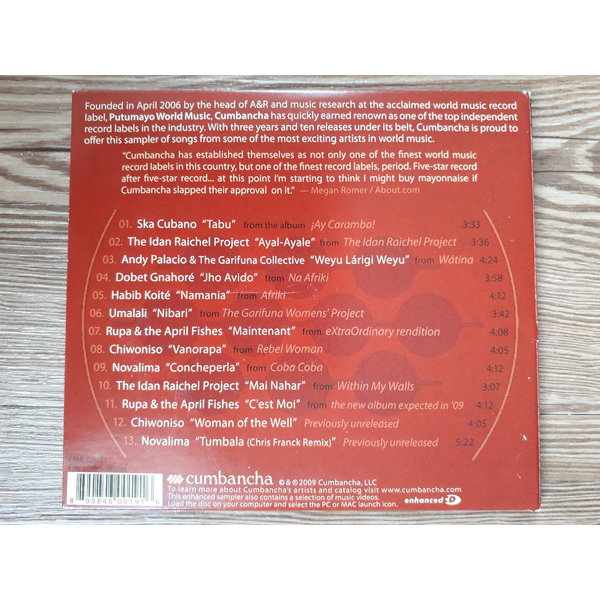 Founded in April 2006 by the head of A&R and music research at the acclaimed world music record
label, Putumayo World Music, Cumbancha has quickly earned renown as one of the top independent
record labels in the industry. With three years and ten releases under its belt, Cumbancha is proud to
offer this sampler of songs from some of the most exciting artists in world music.
"Cumbancha has established themselves as not only one of the finest world music
record labels in this country, but one of the finest record labels, period. Five-star record
after five-star record... at this point I'm starting to think I might buy mayonnaise if
Cumbancha slapped their approval on it." — Megan Romer / About.com
01. Ska Cubano "Tabu" from the album ¡Ay Caramba! 3:33
02. The Idan Raichel Project "Ayal-Ayale" from The Idan Raichel Project 3:36
03. Andy Palacio & The Garifuna Collective "Weyu Lárigi Weyu" from Wátina 4:24
04. Dobet Gnahoré "Jho Avido" from Na Afriki 3:58
05. Habib Koité "Namania" from Afriki 4:12
06. Umalali "Nibari" from The Garifuna Womens' Project 3:42
07. Rupa & the April Fishes "Maintenant" from eXtraOrdinary rendition 4:08
08. Chiwoniso "Vanorapa" from Rebel Woman 4:05
09. Novalima "Concheperla" from Coba Coba 4:12
10. The Idan Raichel Project "Mai Nahar" from Within My Walls 3:07
11. Rupa & the April Fishes "C'est Moi" from the new album expected in '09 4:12
12. Chiwoniso "Woman of the Well" Previously unreleased 4:05
13. Novalima "Tumbala (Chris Franck Remix)" Previously unreleased 5:22
File under: World
cumbancha ©&℗ 2009 Cumbancha, LLC
To learn more about Cumbancha's artists and catalog visit www.cumbancha.com.
This enhanced sampler also contains a selection of music videos.
Load the disc on your computer and select the PC or MAC launch icon.
enhanced CD